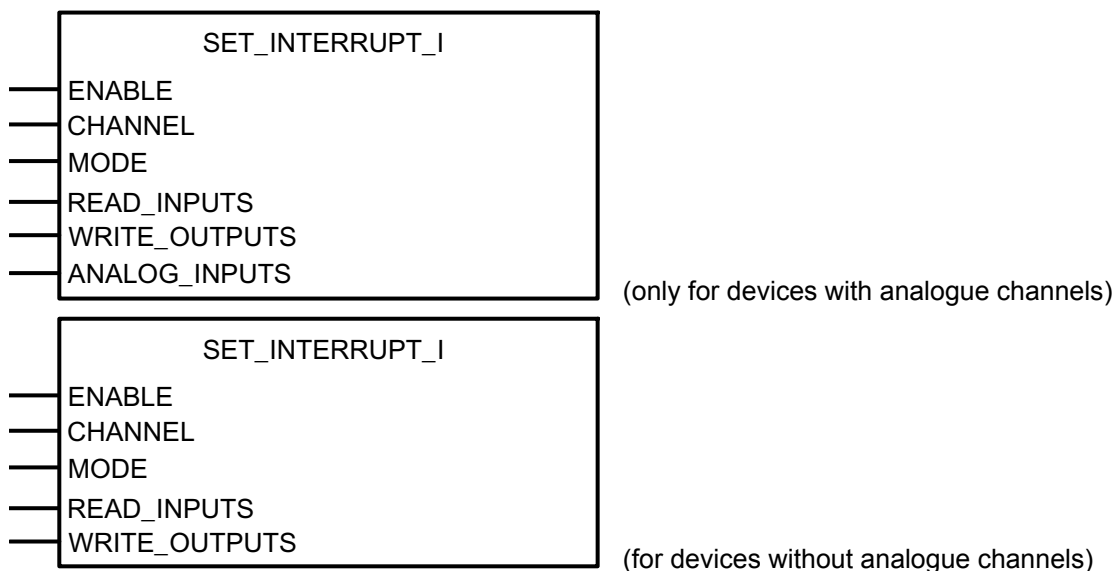 SET_INTERRUPT_I
ENABLE
CHANNEL
MODE
READ_INPUTS
WRITE_OUTPUTS
ANALOG_INPUTS
(only for devices with analogue channels)
SET_INTERRUPT_I
ENABLE
CHANNEL
MODE
READ_INPUTS
WRITE_OUTPUTS
(for devices without analogue channels)